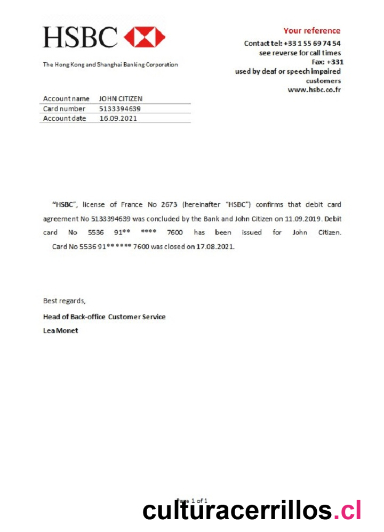 HSBC
Your reference
Contact tel: +33 1 55 69 74 54
see reverse for call times
Fax: +331
used by deaf or speech impaired
customers
www.hsbc.co.fr
The Hong Kong and Shanghai Banking Corporation
Account name JOHN CITIZEN
Card number 5133394639
Account date 16.09.2021
"HSBC", license of France No 2673 (hereinafter "HSBC") confirms that debit card
agreement No 5133394639 was concluded by the Bank and John Citizen on 11.09.2019. Debit
card No 5536 91** **** 7600 has been issued for John Citizen.
Card No 5536 91** **** 7600 was closed on 17.08.2021.
Best regards,
Head of Back-office Customer Service
Lea Monet
Page 1 of 1
culturacerrillos.cl